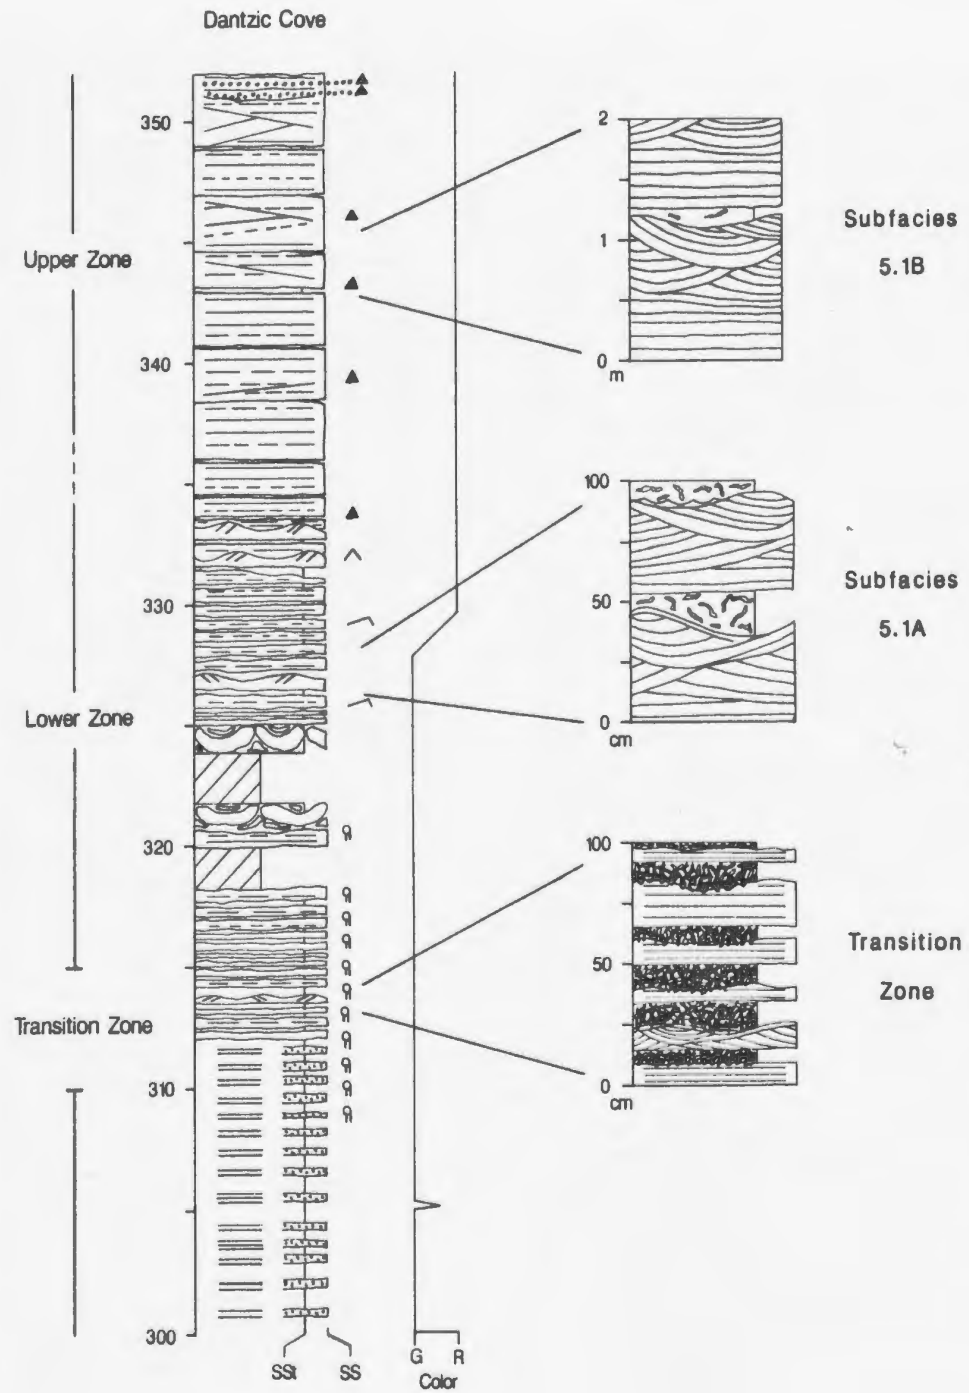 Dantzic Cove
350
340
330
320
310
300
Upper Zone
Lower Zone
Transition Zone
SSt
SS
G
R
Color
2
1
0
m
Subfacies
5.1B
100
50
0
cm
Subfacies
5.1A
100
50
0
cm
Transition
Zone